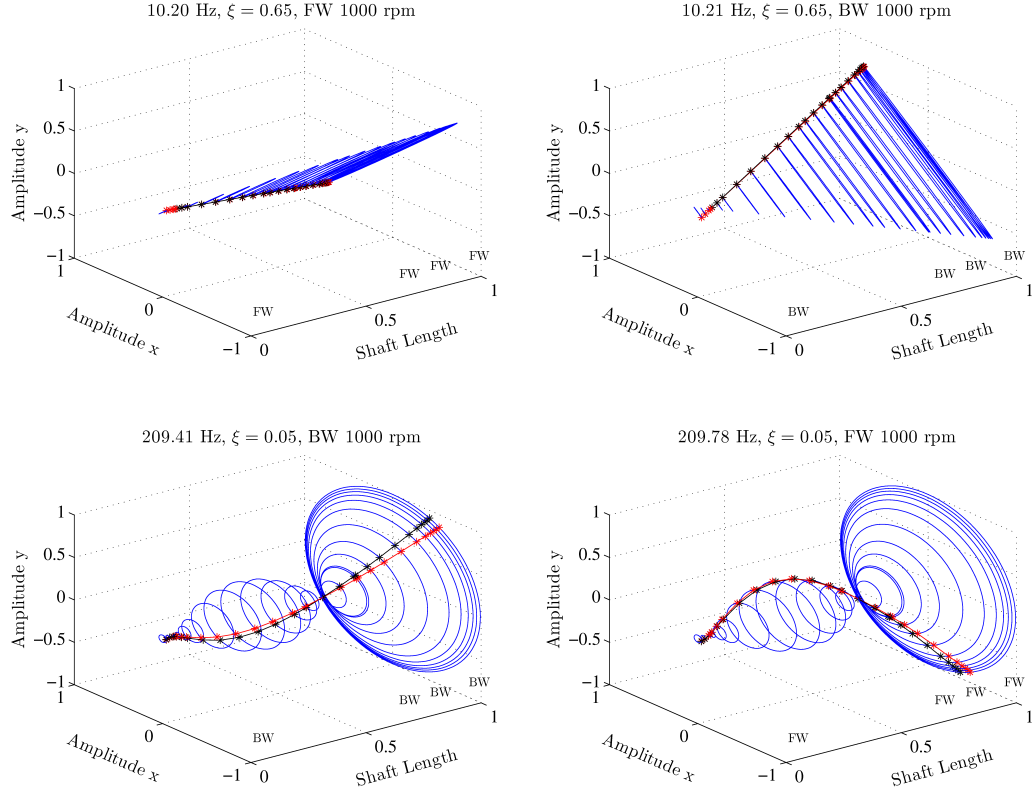 10.20 Hz, ξ = 0.65, FW 1000 rpm
1
0.5
0
−0.5
−1
Amplitude y
1
0
−1
Amplitude x
0
0.5
1
Shaft Length
FW
FW
FW
FW
10.21 Hz, ξ = 0.65, BW 1000 rpm
1
0.5
0
−0.5
−1
Amplitude y
1
0
−1
Amplitude x
0
0.5
1
Shaft Length
BW
BW
BW
BW
209.41 Hz, ξ = 0.05, BW 1000 rpm
1
0.5
0
−0.5
−1
Amplitude y
1
0
−1
Amplitude x
0
0.5
1
Shaft Length
BW
BW
BW
BW
209.78 Hz, ξ = 0.05, FW 1000 rpm
1
0.5
0
−0.5
−1
Amplitude y
1
0
−1
Amplitude x
0
0.5
1
Shaft Length
FW
FW
FW
FW